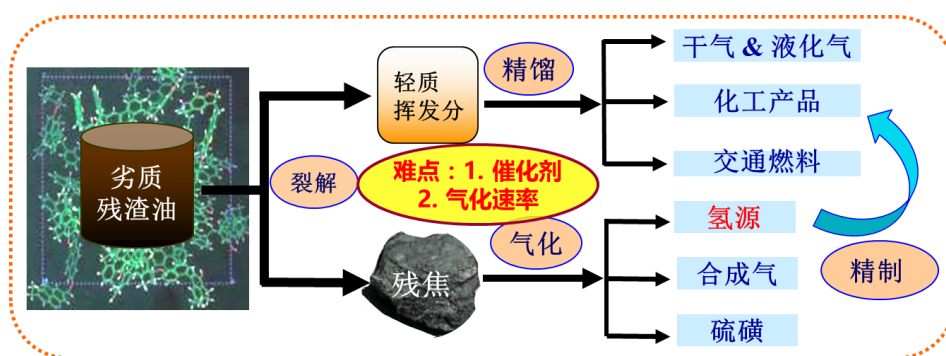 劣质
残渣油
裂解
轻质
挥发分
精馏
干气 & 液化气
化工产品
交通燃料
难点：1. 催化剂
2. 气化速率
残焦
气化
氢源
合成气
硫磺
精制